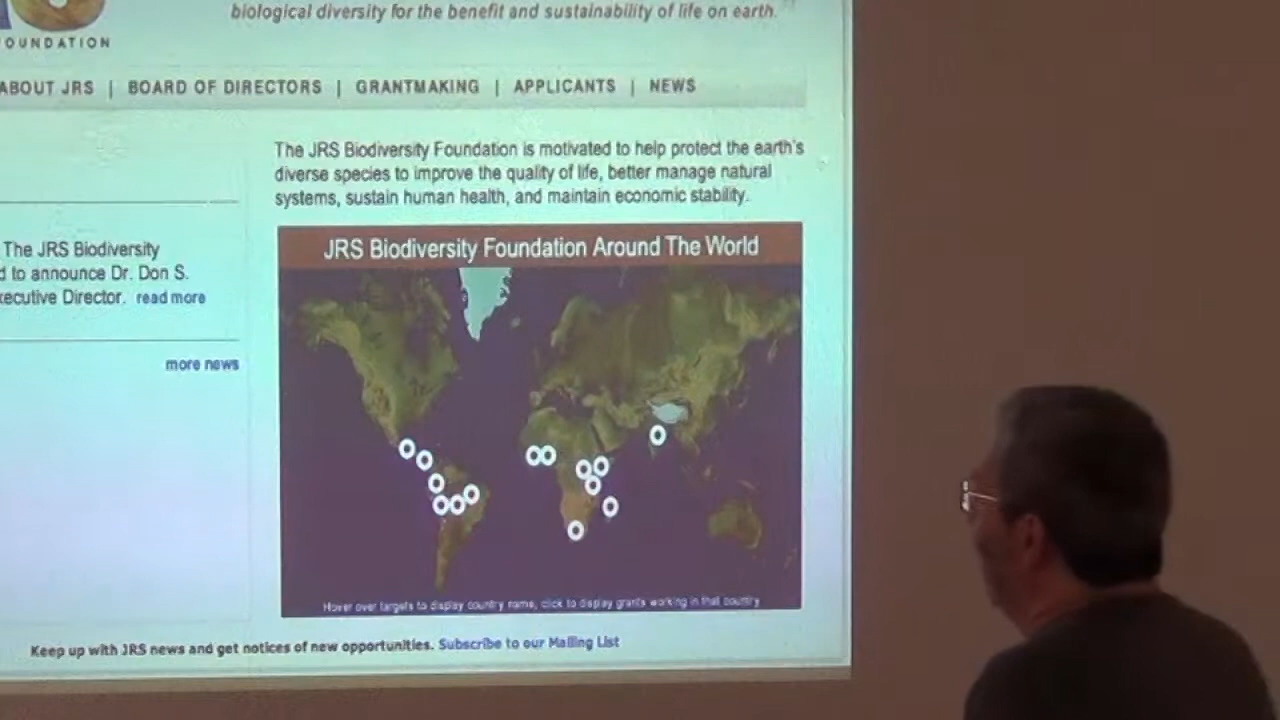 biological diversity for the benefit and sustainability of life on earth."
OUNDATION
ABOUT JRS | BOARD OF DIRECTORS | GRANTMAKING | APPLICANTS | NEWS
The JRS Biodiversity Foundation is motivated to help protect the earth's
diverse species to improve the quality of life, better manage natural
systems, sustain human health, and maintain economic stability.
The JRS Biodiversity
d to announce Dr. Don S.
xecutive Director. read more
more news
JRS Biodiversity Foundation Around The World
Hover over targets to display country name, click to display grants working in that country
Keep up with JRS news and get notices of new opportunities. Subscribe to our Mailing List